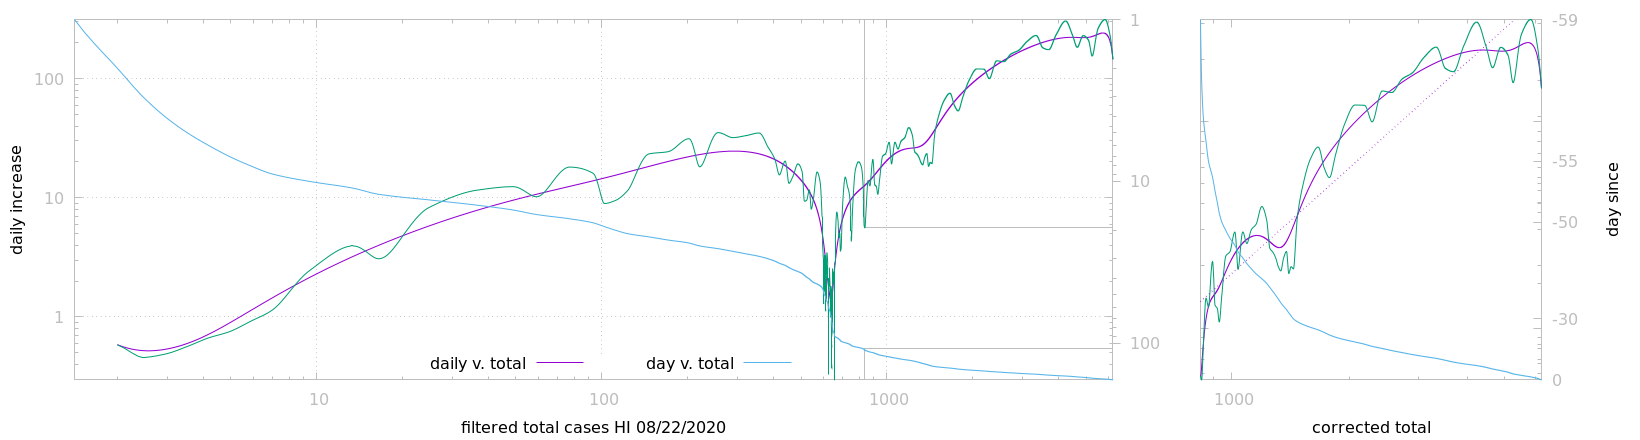 daily increase
100
10
1
daily v. total
day v. total
1
10
100
10
100
1000
filtered total cases HI 08/22/2020
-59
-55
-50
-30
0
day since
1000
corrected total